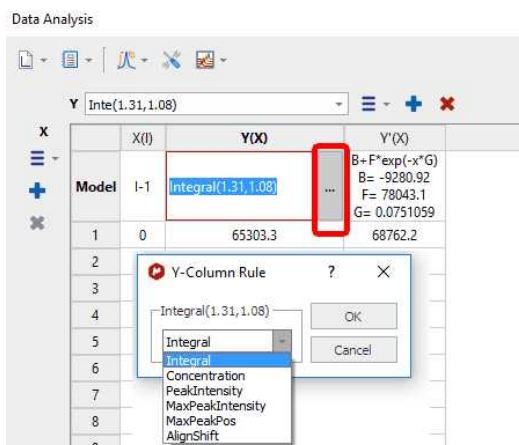 Data Analysis
Y Inte(1.31,1.08)
X
X(I) Y(X) Y'(X)
Model I-1 Integral(1.31,1.08) ... B+F*exp(-x*G)
B= -9280.92
F= 78043.1
G= 0.0751059
1 0 65303.3 68762.2
2
3
4
5
6
7
8
Y-Column Rule ? X
Integral(1.31,1.08)
OK
Integral
Cancel
Integral
Concentration
PeakIntensity
MaxPeakIntensity
MaxPeakPos
AlignShift